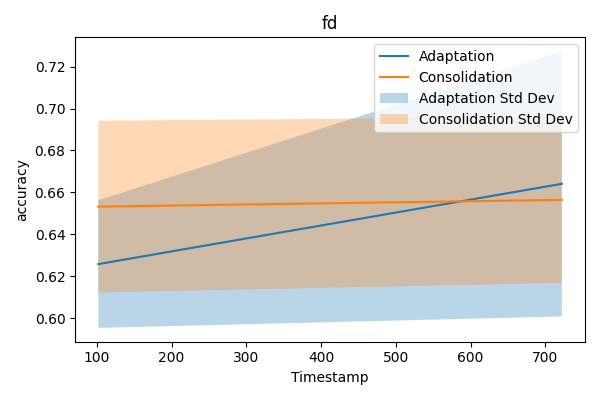 fd
Adaptation
Consolidation
Adaptation Std Dev
Consolidation Std Dev
accuracy
0.72
0.70
0.68
0.66
0.64
0.62
0.60
100 200 300 400 500 600 700
Timestamp